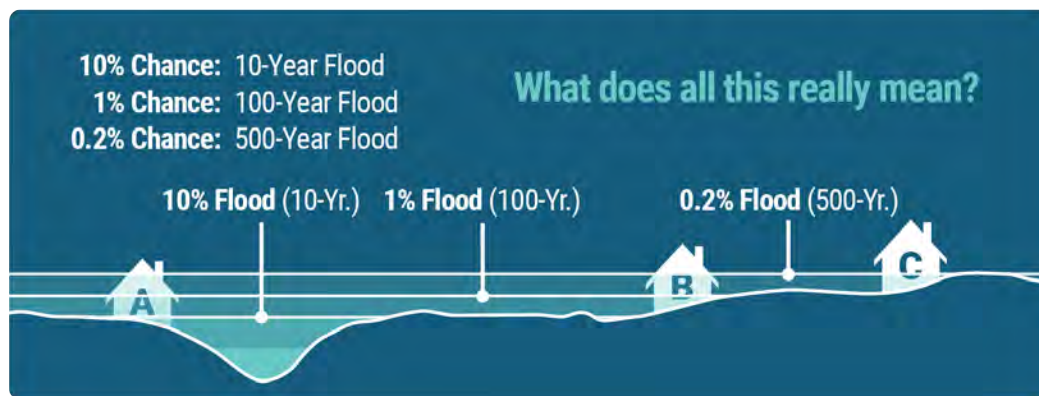 10% Chance: 10-Year Flood
1% Chance: 100-Year Flood
0.2% Chance: 500-Year Flood
What does all this really mean?
10% Flood (10-Yr.)
1% Flood (100-Yr.)
0.2% Flood (500-Yr.)
A
B
C